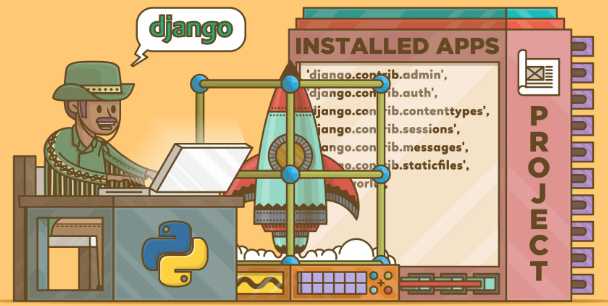 django
INSTALLED APPS
'django.contrib.admin',
'django.contrib.auth',
'django.contrib.contenttypes',
'django.contrib.sessions',
'django.contrib.messages',
'django.contrib.staticfiles',
PROJECT